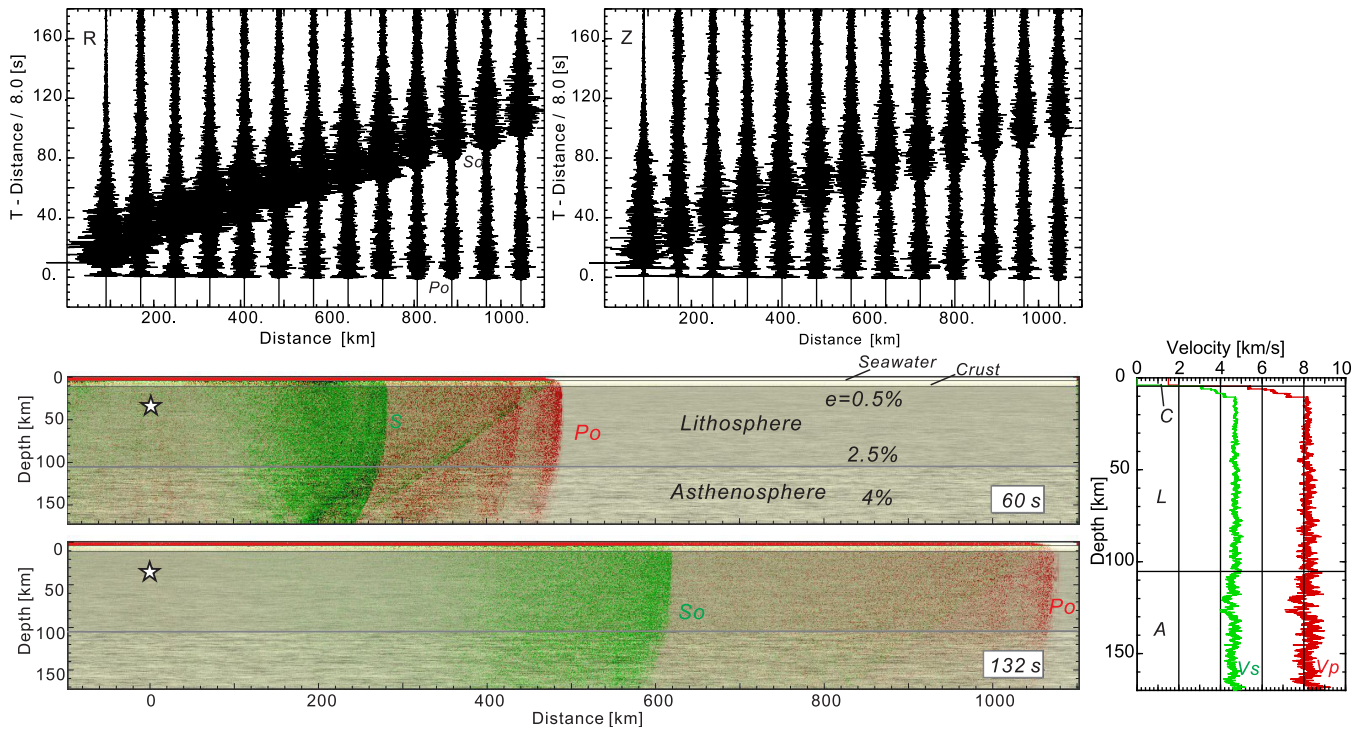 R
T - Distance / 8.0 [s]
160.
120.
80.
40.
0.
So
Po
200. 400. 600. 800. 1000.
Distance [km]
Z
T - Distance / 8.0 [s]
160.
120.
80.
40.
0.
200. 400. 600. 800. 1000.
Distance [km]
Seawater
Crust
Depth [km]
0
50
100
150
S
Po
e=0.5%
Lithosphere
2.5%
Asthenosphere 4%
60 s
Depth [km]
0
50
100
150
So
Po
132 s
0 200 400 600 800 1000
Distance [km]
Velocity [km/s]
0 2 4 6 8 10
Depth [km]
0
50
100
150
C
L
A
Vs
Vp